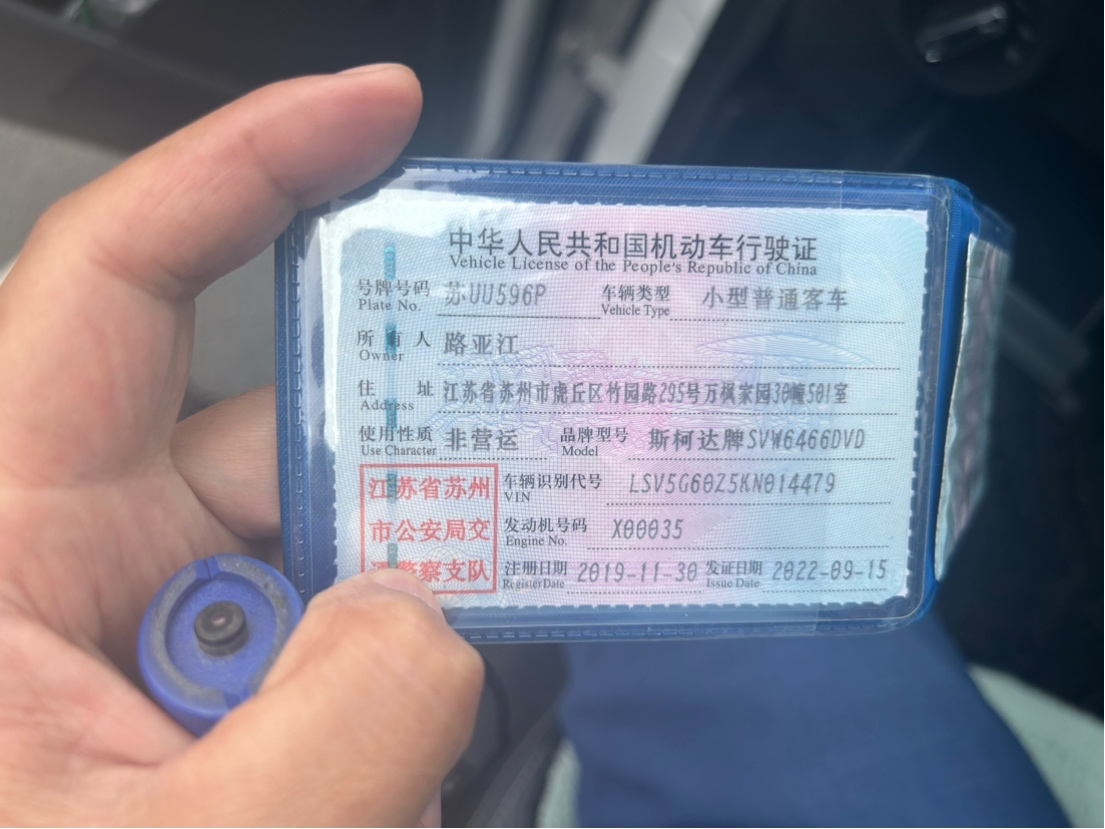 中华人民共和国机动车行驶证
Vehicle License of the People's Republic of China
号牌号码 苏UU596P 车辆类型 小型普通客车
Plate No. Vehicle Type
所有人 路亚江
Owner
住址 江苏省苏州市虎丘区竹园路295号万枫家园30幢501室
Address
使用性质 非营运 品牌型号 斯柯达牌SVW6466DVD
Use Character Model
江苏省苏州 车辆识别代号 LSV5G60Z5KN014479
VIN
市公安局交 发动机号码 X00035
Engine No.
警察支队 注册日期 2019-11-30 发证日期 2022-09-15
Register Date Issue Date